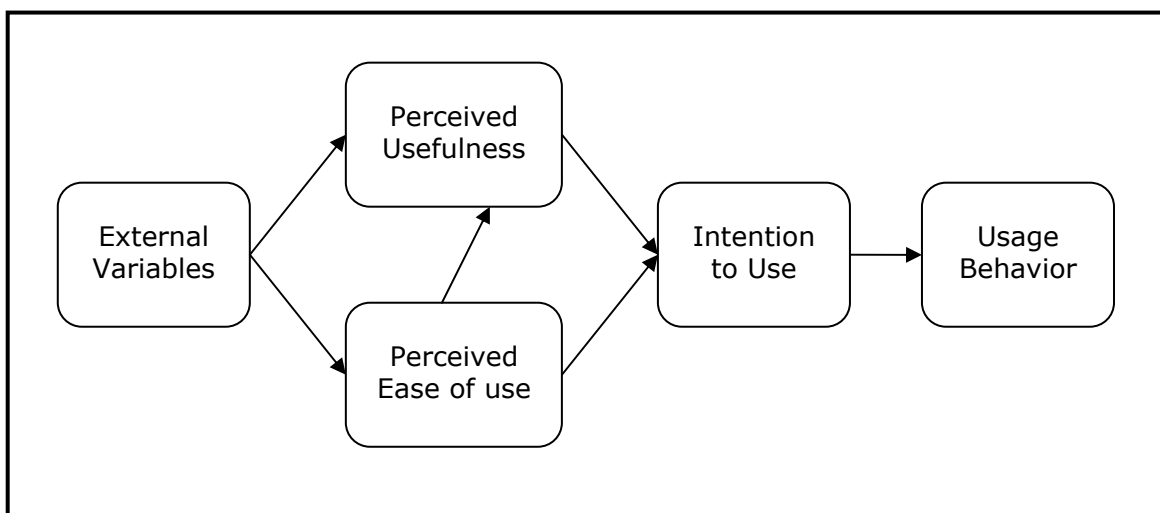 Perceived
Usefulness
External
Variables
Intention
to Use
Usage
Behavior
Perceived
Ease of use